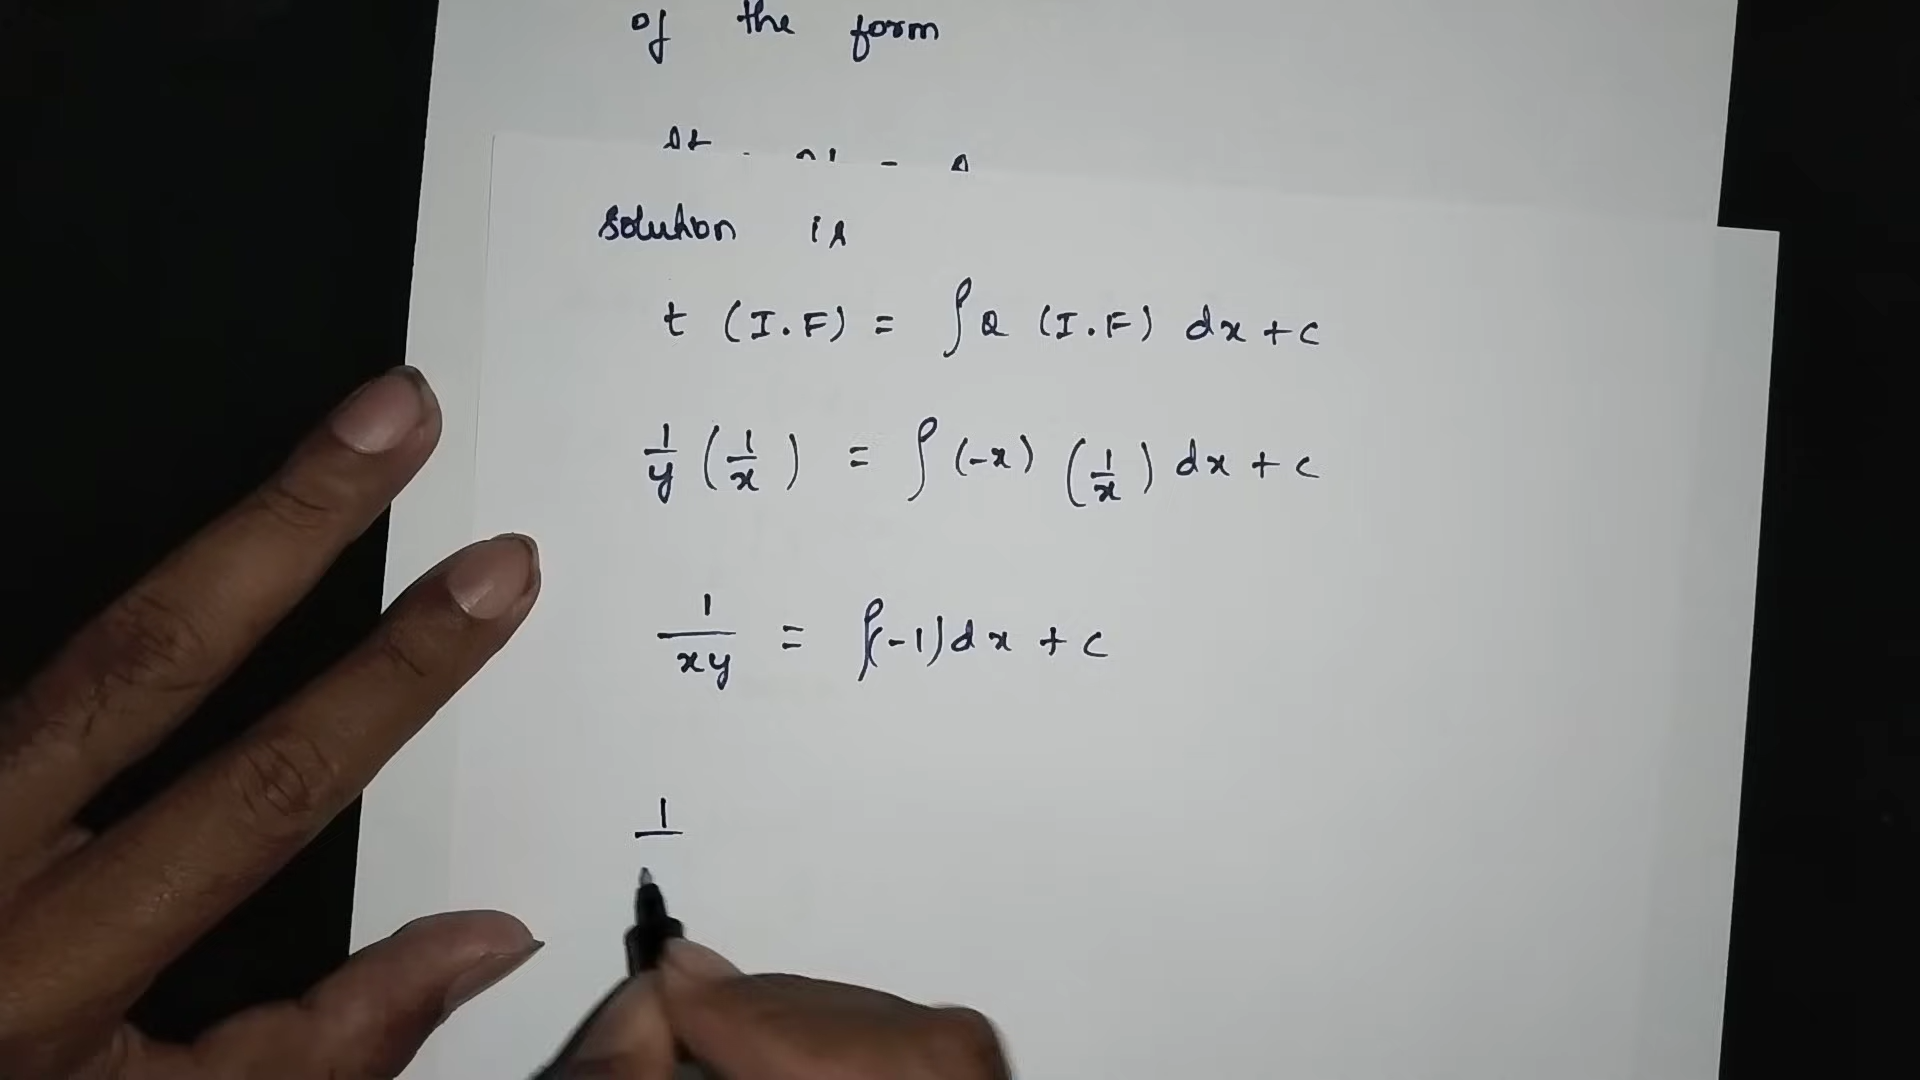 of the form
solution is
t (I.F) = ∫Q (I.F) dx + c
1/y (1/x) = ∫(-x) (1/x) dx + c
1/xy = ∫(-1)dx + c
1